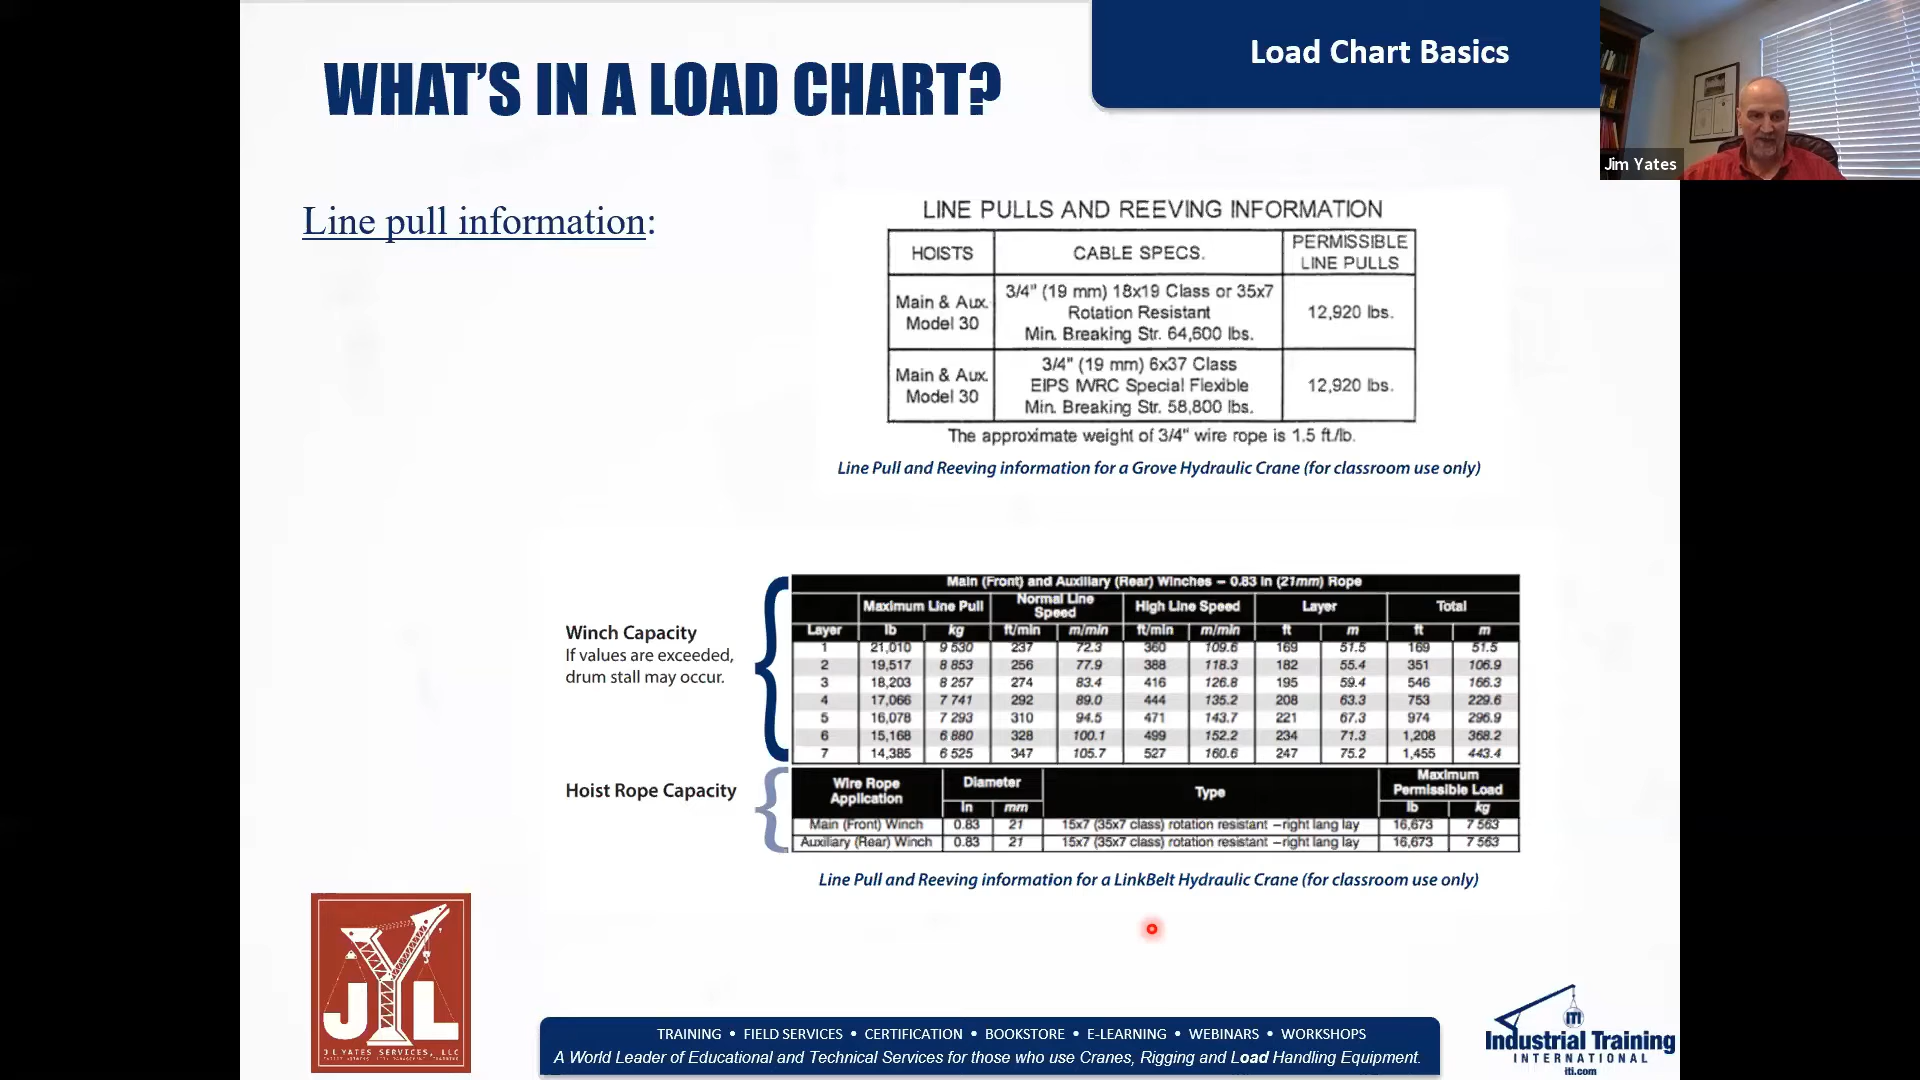 WHAT'S IN A LOAD CHART?
Load Chart Basics
Jim Yates
Line pull information:
LINE PULLS AND REEVING INFORMATION
HOISTS CABLE SPECS. PERMISSIBLE LINE PULLS
Main & Aux. Model 30 3/4" (19 mm) 18x19 Class or 35x7 Rotation Resistant Min. Breaking Str. 64,600 lbs. 12,920 lbs.
Main & Aux. Model 30 3/4" (19 mm) 6x37 Class EIPS IWRC Special Flexible Min. Breaking Str. 58,800 lbs. 12,920 lbs.
The approximate weight of 3/4" wire rope is 1.5 ft./lb.
Line Pull and Reeving information for a Grove Hydraulic Crane (for classroom use only)
Winch Capacity
If values are exceeded,
drum stall may occur.
Main (Front) and Auxiliary (Rear) Winches – 0.83 in (21mm) Rope
Maximum Line Pull Normal Line Speed High Line Speed Layer Total
Layer lb kg ft/min m/min ft/min m/min ft m ft m
1 21,010 9 530 237 72.3 360 109.6 169 51.5 169 51.5
2 19,517 8 853 256 77.9 388 118.3 182 55.4 351 106.9
3 18,203 8 257 274 83.4 416 126.8 195 59.4 546 166.3
4 17,066 7 741 292 89.0 444 135.2 208 63.3 753 229.6
5 16,078 7 293 310 94.5 471 143.7 221 67.3 974 296.9
6 15,168 6 880 328 100.1 499 152.2 234 71.3 1,208 368.2
7 14,385 6 525 347 105.7 527 160.6 247 75.2 1,455 443.4
Hoist Rope Capacity
Wire Rope Application Diameter Type Maximum Permissible Load
in mm lb kg
Main (Front) Winch 0.83 21 15x7 (35x7 class) rotation resistant –right lang lay 16,673 7 563
Auxiliary (Rear) Winch 0.83 21 15x7 (35x7 class) rotation resistant –right lang lay 16,673 7 563
Line Pull and Reeving information for a LinkBelt Hydraulic Crane (for classroom use only)
JYL
J L YATES SERVICES, LLC
TRAINING • FIELD SERVICES • CERTIFICATION • BOOKSTORE • E-LEARNING • WEBINARS • WORKSHOPS
A World Leader of Educational and Technical Services for those who use Cranes, Rigging and Load Handling Equipment.
ITI
Industrial Training
INTERNATIONAL
iti.com